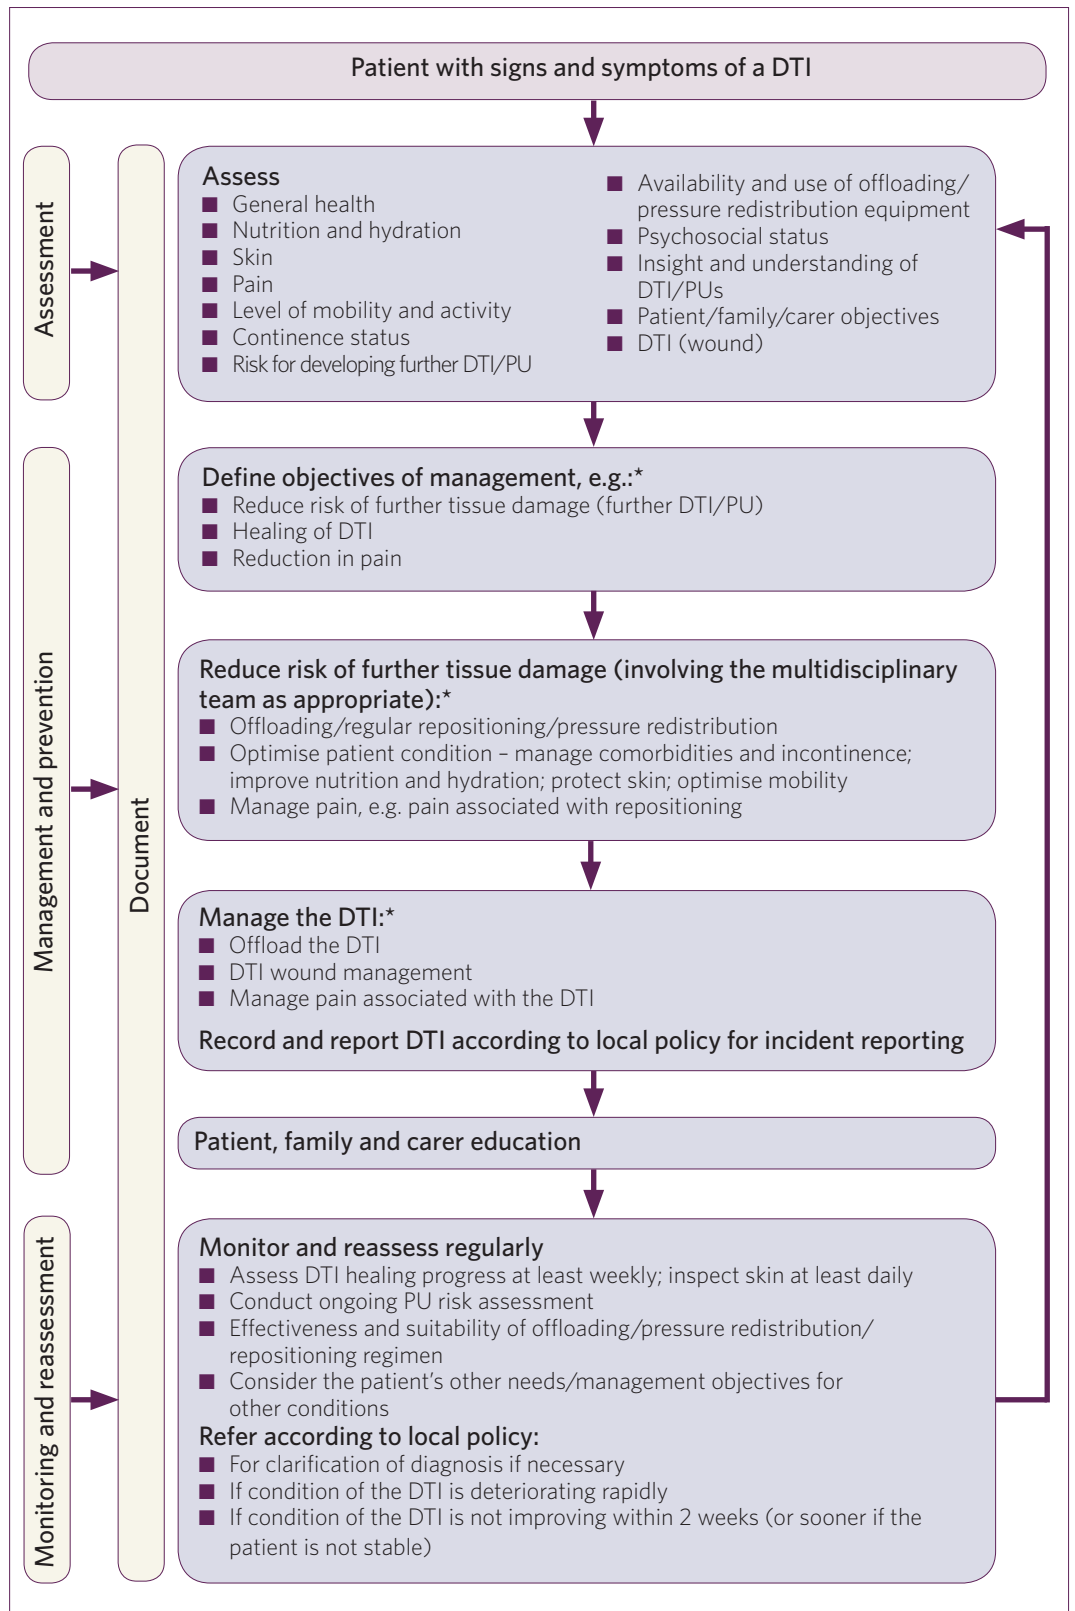 Patient with signs and symptoms of a DTI
Assessment
Document
Assess
■ General health
■ Nutrition and hydration
■ Skin
■ Pain
■ Level of mobility and activity
■ Continence status
■ Risk for developing further DTI/PU
■ Availability and use of offloading/
pressure redistribution equipment
■ Psychosocial status
■ Insight and understanding of
DTI/PUs
■ Patient/family/carer objectives
■ DTI (wound)
Management and prevention
Define objectives of management, e.g.:*
■ Reduce risk of further tissue damage (further DTI/PU)
■ Healing of DTI
■ Reduction in pain
Reduce risk of further tissue damage (involving the multidisciplinary
team as appropriate):*
■ Offloading/regular repositioning/pressure redistribution
■ Optimise patient condition – manage comorbidities and incontinence;
improve nutrition and hydration; protect skin; optimise mobility
■ Manage pain, e.g. pain associated with repositioning
Manage the DTI:*
■ Offload the DTI
■ DTI wound management
■ Manage pain associated with the DTI
Record and report DTI according to local policy for incident reporting
Patient, family and carer education
Monitoring and reassessment
Monitor and reassess regularly
■ Assess DTI healing progress at least weekly; inspect skin at least daily
■ Conduct ongoing PU risk assessment
■ Effectiveness and suitability of offloading/pressure redistribution/
repositioning regimen
■ Consider the patient's other needs/management objectives for
other conditions
Refer according to local policy:
■ For clarification of diagnosis if necessary
■ If condition of the DTI is deteriorating rapidly
■ If condition of the DTI is not improving within 2 weeks (or sooner if the
patient is not stable)